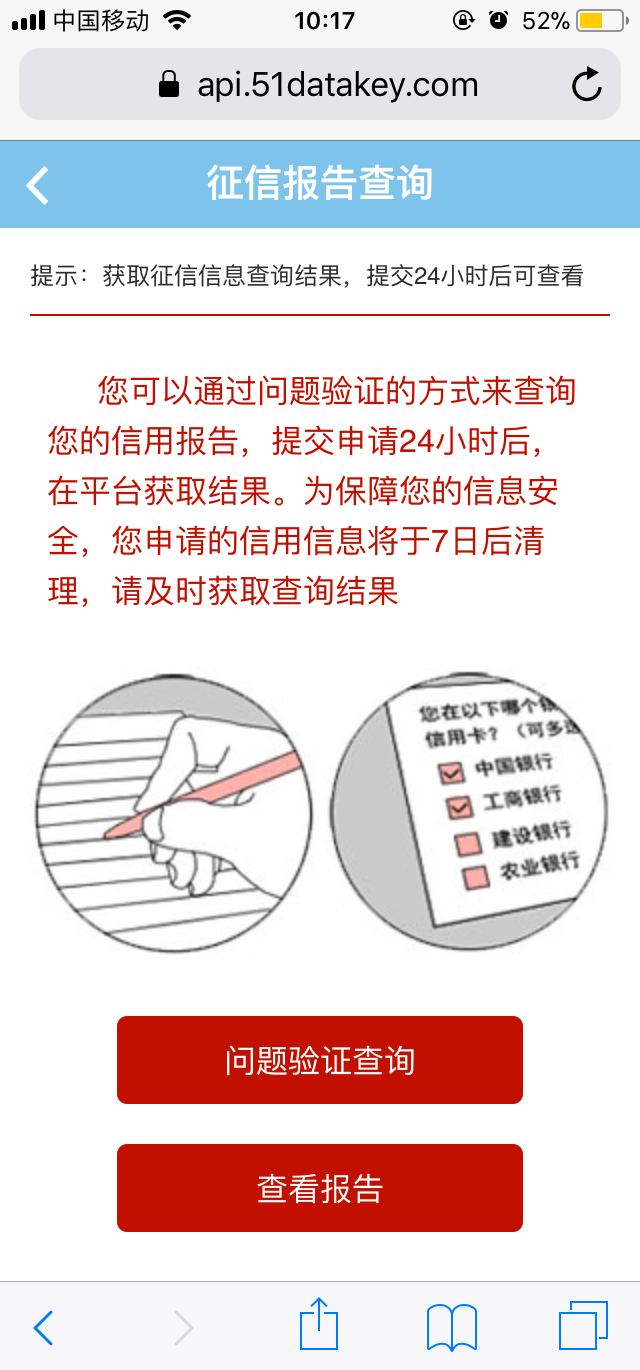 中国移动
10:17
52%
api.51datakey.com
征信报告查询
提示：获取征信信息查询结果，提交24小时后可查看
您可以通过问题验证的方式来查询
您的信用报告，提交申请24小时后，
在平台获取结果。为保障您的信息安
全，您申请的信用信息将于7日后清
理，请及时获取查询结果
您在以下哪个银
信用卡？（可多选
中国银行
工商银行
建设银行
农业银行
问题验证查询
查看报告